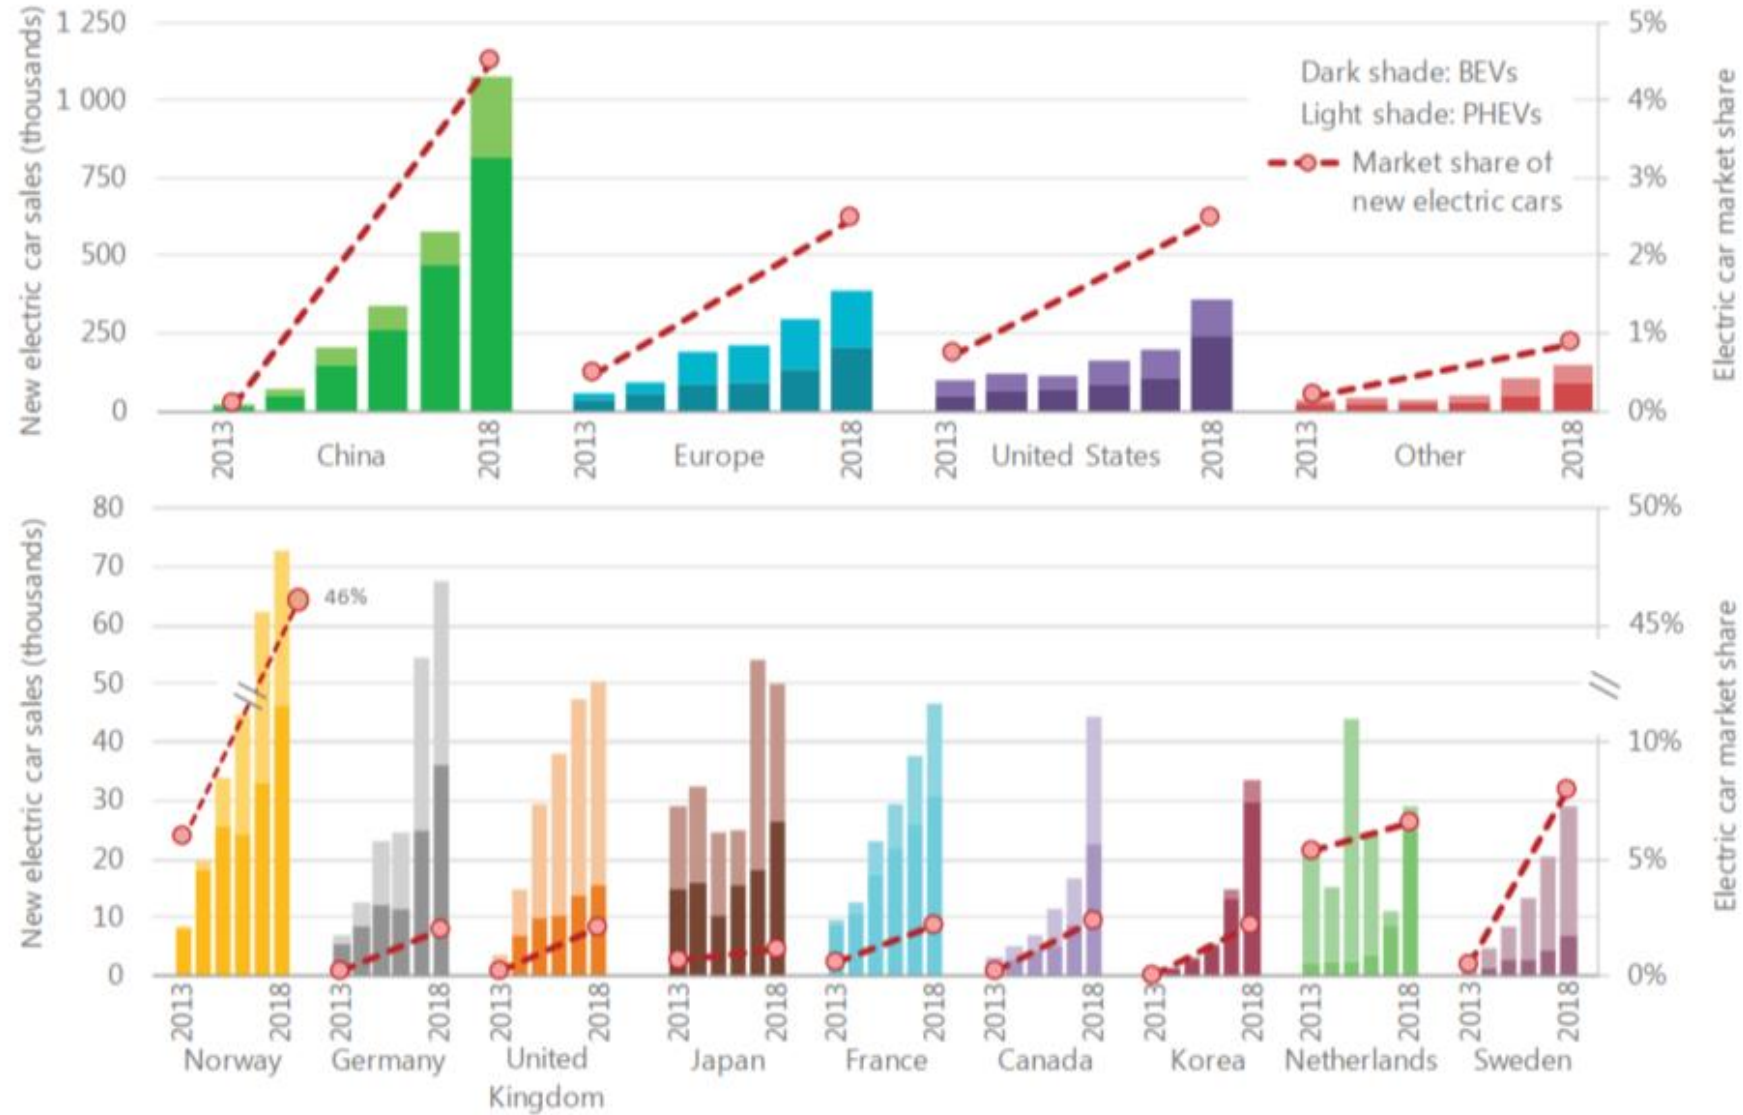 New electric car sales (thousands)
1 250
1 000
750
500
250
0
5%
4%
3%
2%
1%
0%
Electric car market share
Dark shade: BEVs
Light shade: PHEVs
Market share of
new electric cars
2013 China 2018
2013 Europe 2018
2013 United States 2018
2013 Other 2018
New electric car sales (thousands)
80
70
60
50
40
30
20
10
0
50%
45%
10%
5%
0%
Electric car market share
46%
2013 2018
Norway
2013 2018
Germany
2013 2018
United
Kingdom
2013 2018
Japan
2013 2018
France
2013 2018
Canada
2013 2018
Korea
2013 2018
Netherlands
2013 2018
Sweden